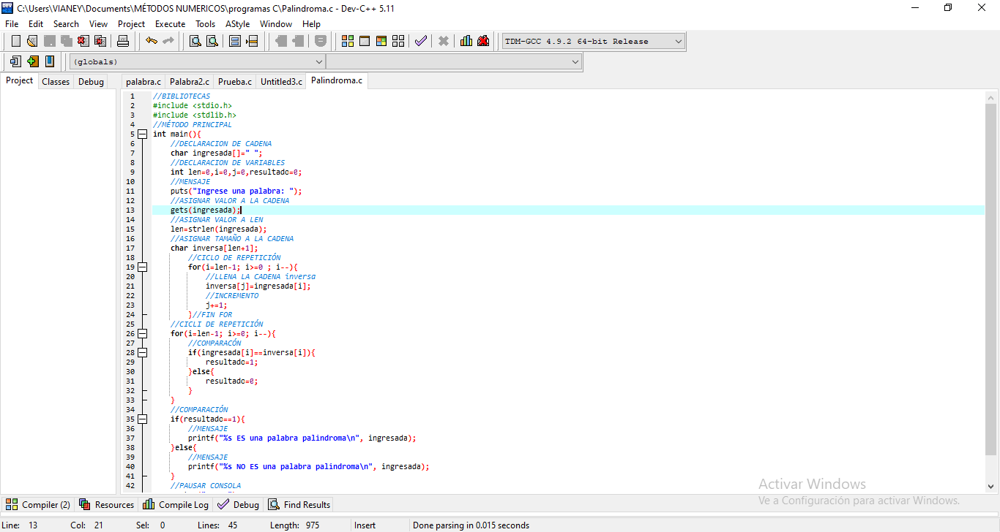 C:\Users\VIANEY\Documents\MÉTODOS NUMERICOS\programas C\Palindroma.c - Dev-C++ 5.11
File Edit Search View Project Execute Tools AStyle Window Help
TDM-GCC 4.9.2 64-bit Release
(globals)
Project Classes Debug
palabra.c Palabra2.c Prueba.c Untitled3.c Palindroma.c
1 //BIBLIOTECAS
2 #include <stdio.h>
3 #include <stdlib.h>
4 //MÉTODO PRINCIPAL
5 int main(){
6 //DECLARACION DE CADENA
7 char ingresada[]=" ";
8 //DECLARACION DE VARIABLES
9 int len=0,i=0,j=0,resultado=0;
10 //MENSAJE
11 puts("Ingrese una palabra: ");
12 //ASIGNAR VALOR A LA CADENA
13 gets(ingresada);
14 //ASIGNAR VALOR A LEN
15 len=strlen(ingresada);
16 //ASIGNAR TAMAÑO A LA CADENA
17 char inversa[len+1];
18 //CICLO DE REPETICIÓN
19 for(i=len-1; i>=0 ; i--){
20 //LLENA LA CADENA inversa
21 inversa[j]=ingresada[i];
22 //INCREMENTO
23 j+=1;
24 }//FIN FOR
25 //CICLI DE REPETICIÓN
26 for(i=len-1; i>=0; i--){
27 //COMPARACÓN
28 if(ingresada[i]==inversa[i]){
29 resultado=1;
30 }else{
31 resultado=0;
32 }
33 }
34 //COMPARACIÓN
35 if(resultado==1){
36 //MENSAJE
37 printf("%s ES una palabra palindroma\n", ingresada);
38 }else{
39 //MENSAJE
40 printf("%s NO ES una palabra palindroma\n", ingresada);
41 }
42 //PAUSAR CONSOLA
Activar Windows
Ve a Configuración para activar Windows.
Compiler (2) Resources Compile Log Debug Find Results
Line: 13 Col: 21 Sel: 0 Lines: 45 Length: 975 Insert Done parsing in 0.015 seconds